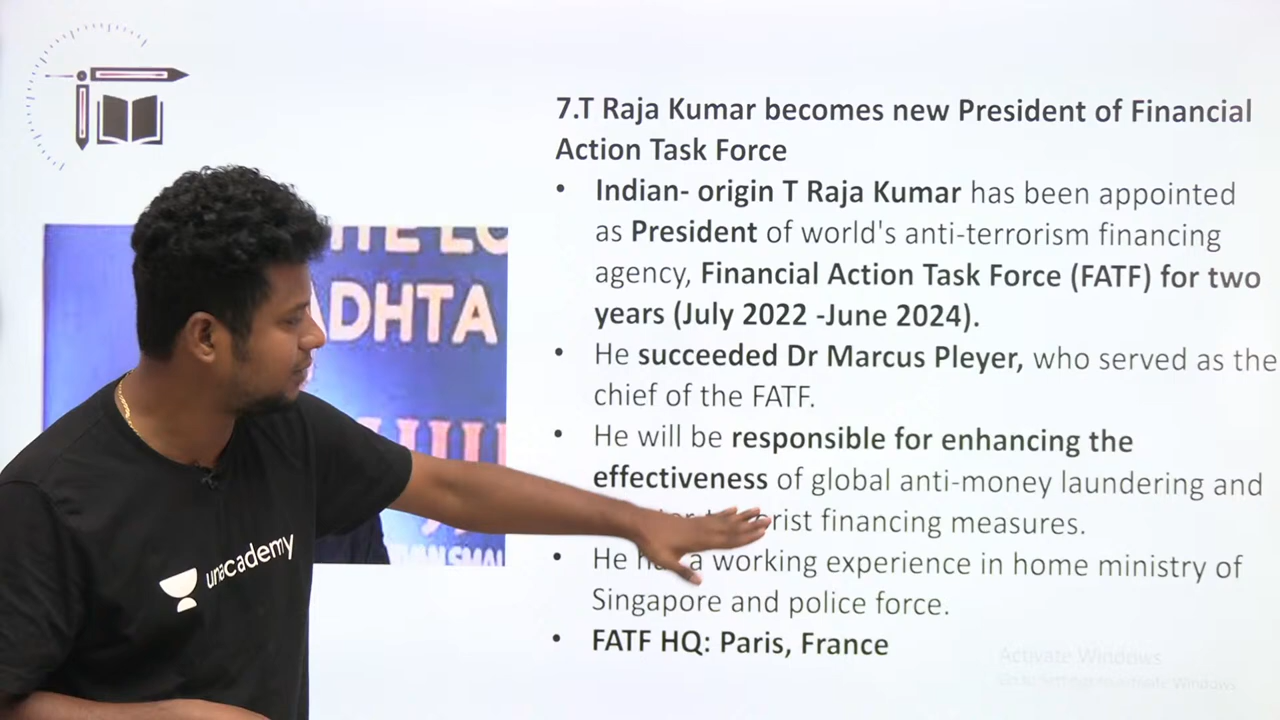 7.T Raja Kumar becomes new President of Financial
Action Task Force
• Indian- origin T Raja Kumar has been appointed
as President of world's anti-terrorism financing
agency, Financial Action Task Force (FATF) for two
years (July 2022 -June 2024).
• He succeeded Dr Marcus Pleyer, who served as the
chief of the FATF.
• He will be responsible for enhancing the
effectiveness of global anti-money laundering and
financing measures.
• He a working experience in home ministry of
Singapore and police force.
• FATF HQ: Paris, France
ADHTA
unacademy
Activate Windows